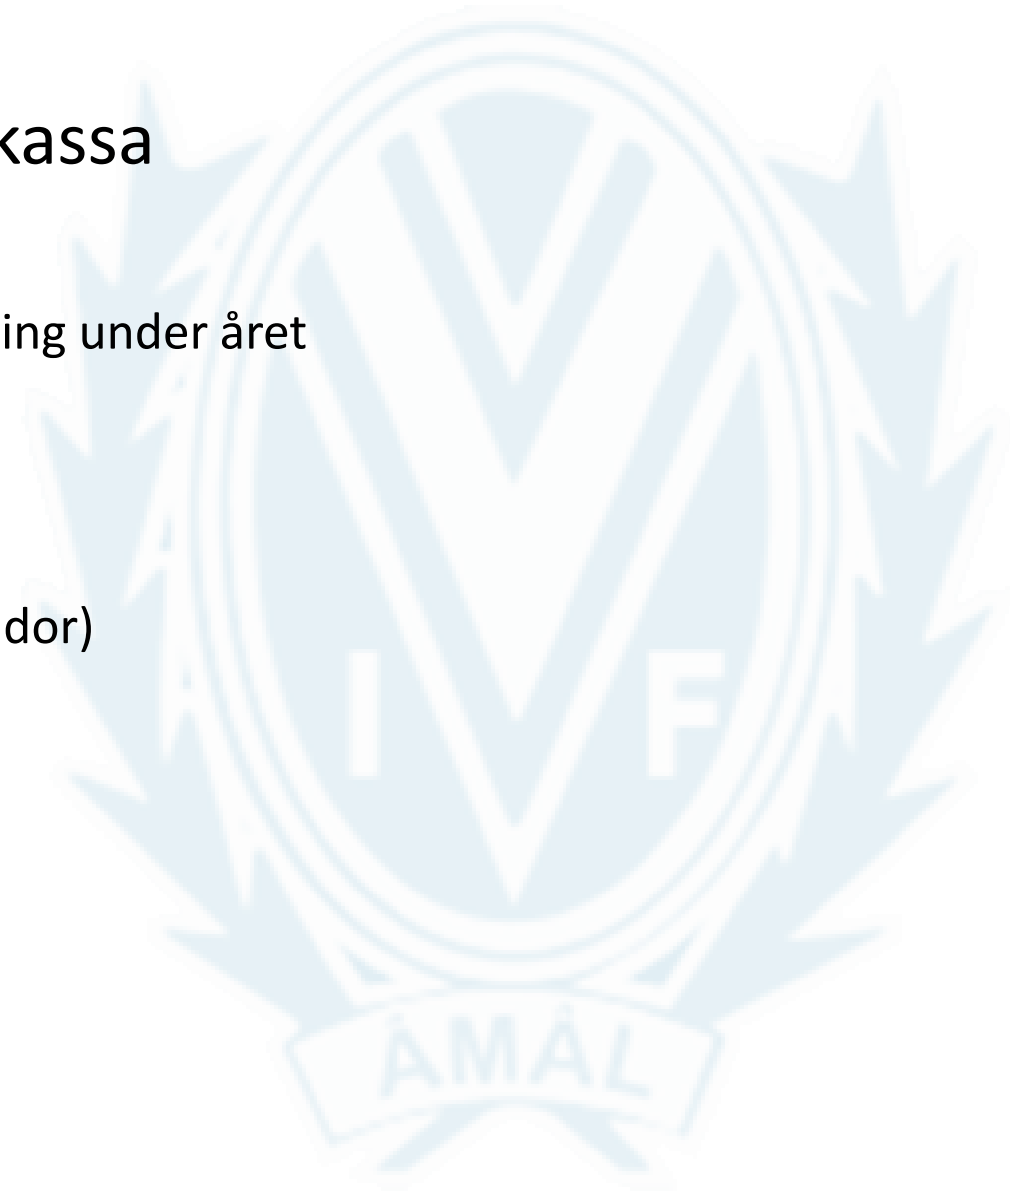 kassa
ing under året
dor)
V
I F
ÅMÅL